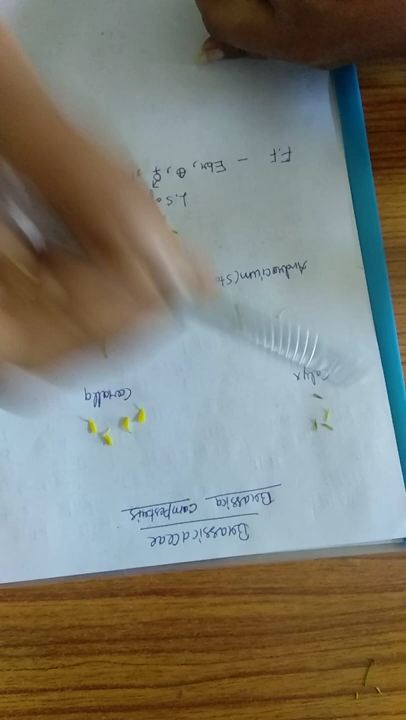 Brassicaceae
Brassica campestris
Calyx
Corolla
Androecium (St
L.S o
F.F - Ebr, ⊕, ⚥,